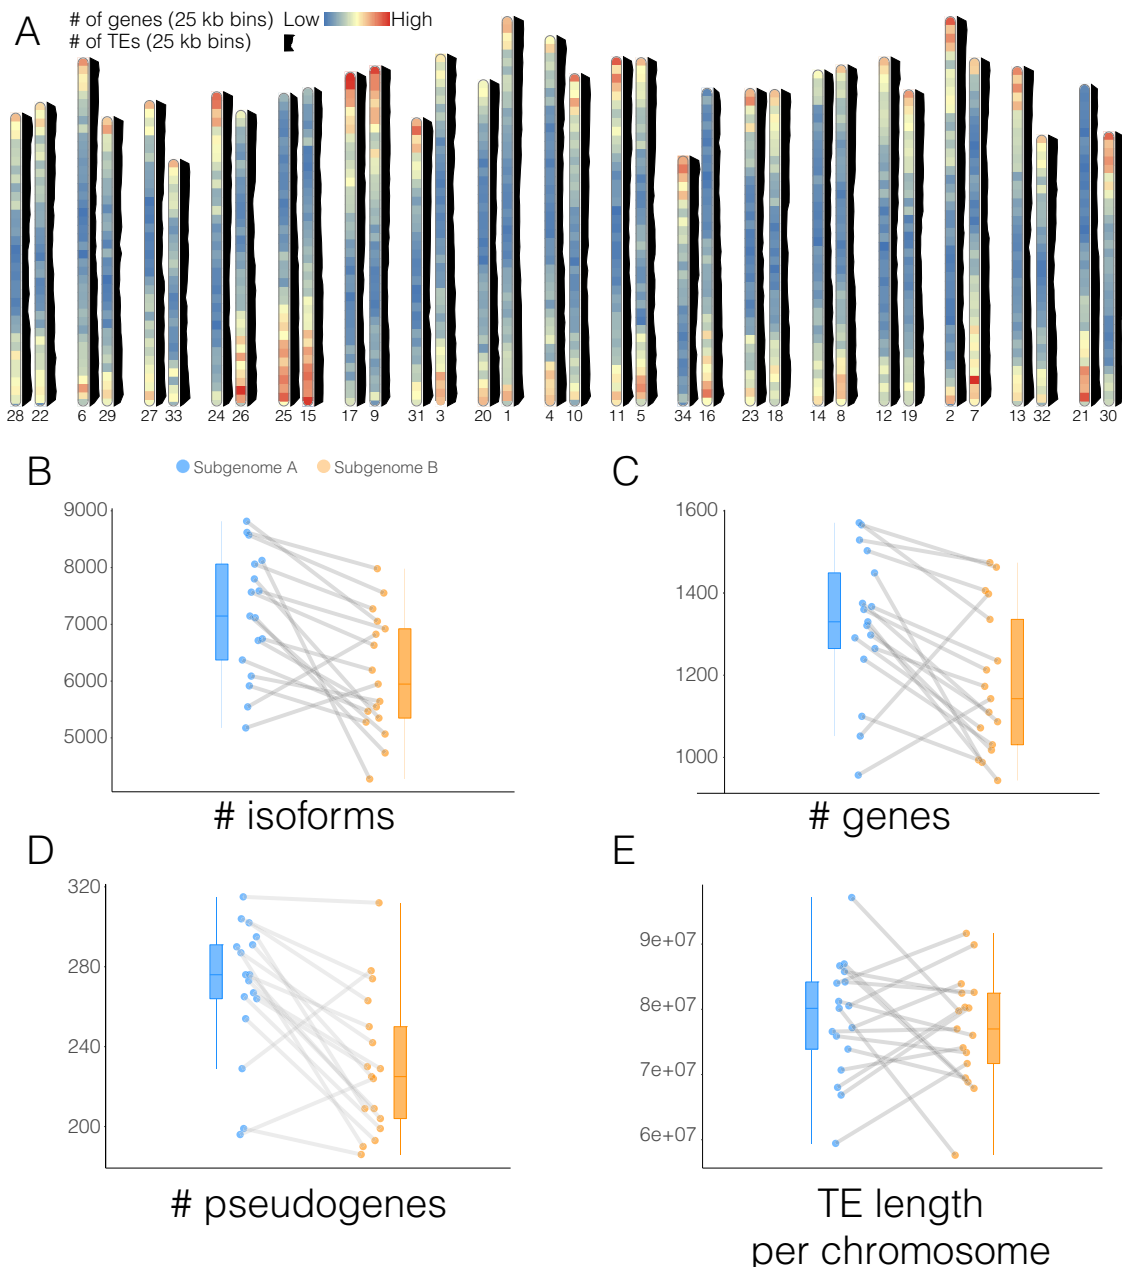 A
# of genes (25 kb bins) Low High
# of TEs (25 kb bins)
28 22 6 29 27 33 24 26 25 15 17 9 31 3 20 1 4 10 11 5 34 16 23 18 14 8 12 19 2 7 13 32 21 30
B
Subgenome A Subgenome B
9000
8000
7000
6000
5000
# isoforms
C
1600
1400
1200
1000
# genes
D
320
280
240
200
# pseudogenes
E
9e+07
8e+07
7e+07
6e+07
TE length
per chromosome